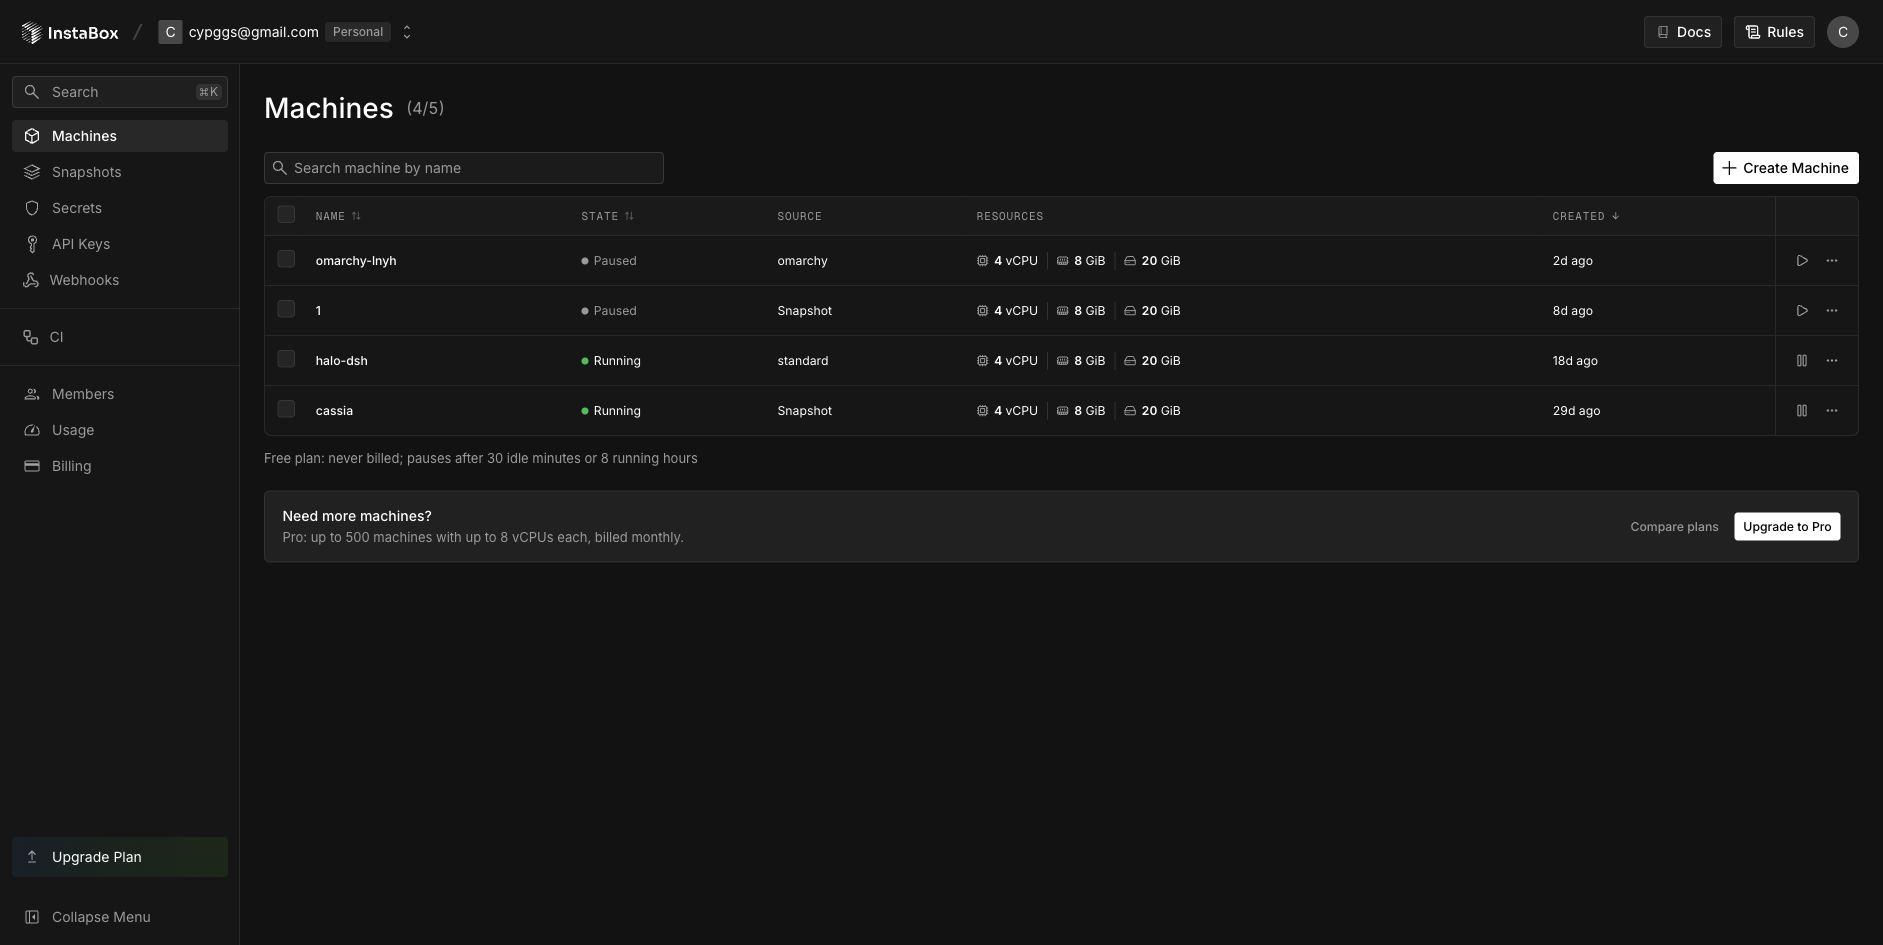 InstaBox / C cypggs@gmail.com Personal
Docs Rules C
Search ⌘K
Machines
Snapshots
Secrets
API Keys
Webhooks
CI
Members
Usage
Billing
Upgrade Plan
Collapse Menu
Machines (4/5)
Search machine by name
Create Machine
NAME STATE SOURCE RESOURCES CREATED
omarchy-lnyh Paused omarchy 4 vCPU 8 GiB 20 GiB 2d ago
1 Paused Snapshot 4 vCPU 8 GiB 20 GiB 8d ago
halo-dsh Running standard 4 vCPU 8 GiB 20 GiB 18d ago
cassia Running Snapshot 4 vCPU 8 GiB 20 GiB 29d ago
Free plan: never billed; pauses after 30 idle minutes or 8 running hours
Need more machines?
Pro: up to 500 machines with up to 8 vCPUs each, billed monthly.
Compare plans Upgrade to Pro